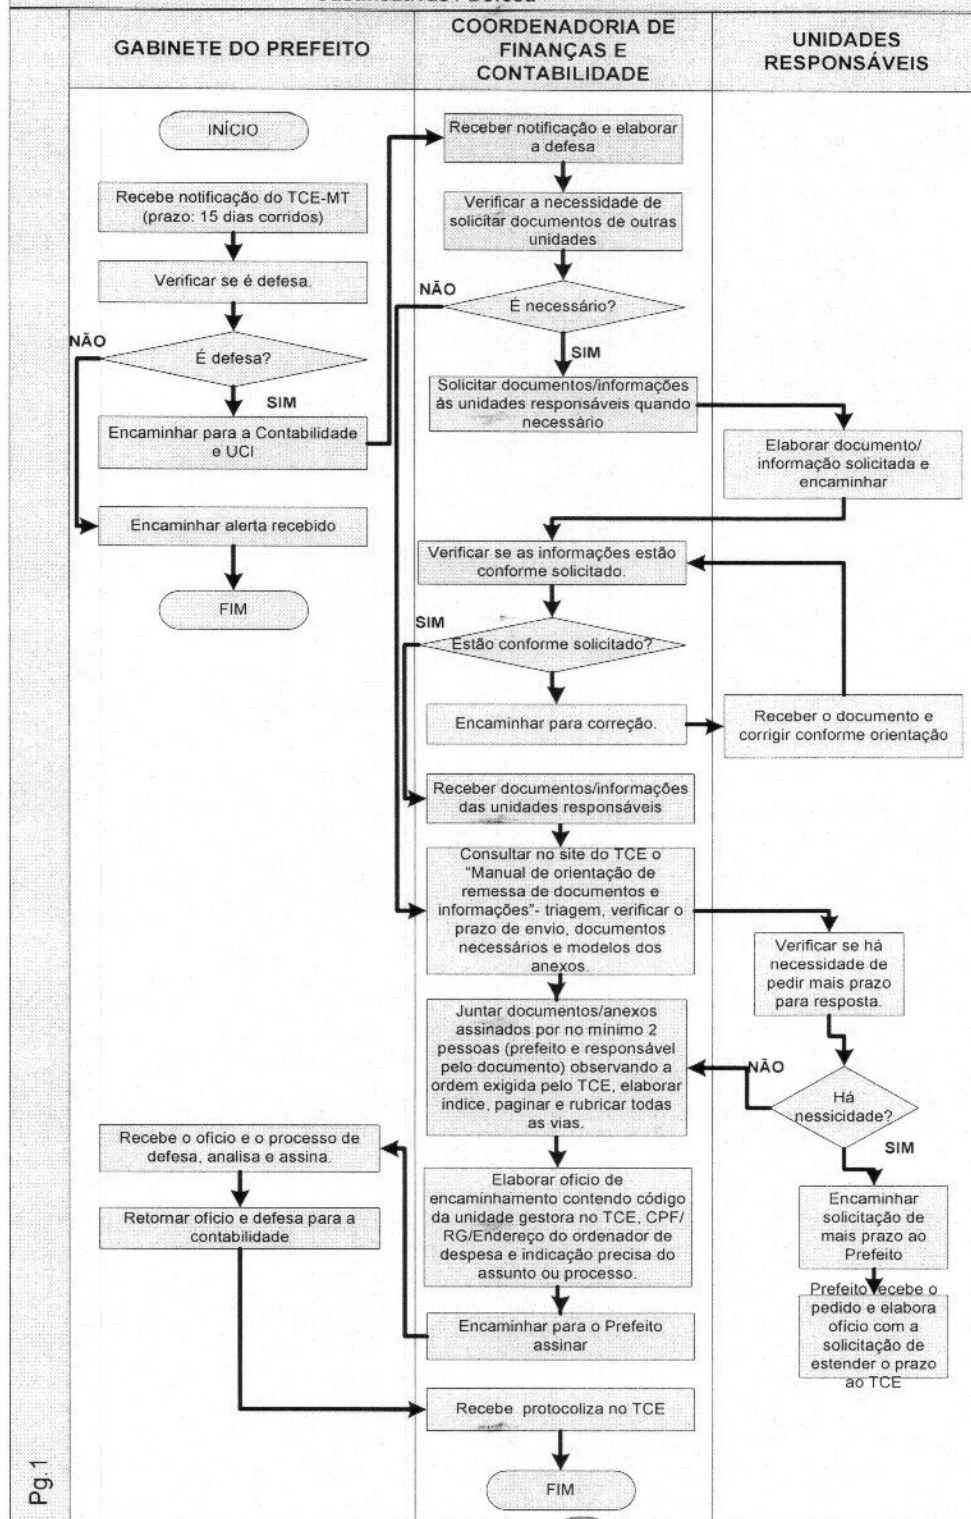 GABINETE DO PREFEITO
COORDENADORIA DE
FINANÇAS E
CONTABILIDADE
UNIDADES
RESPONSÁVEIS
INÍCIO
Recebe notificação do TCE-MT
(prazo: 15 dias corridos)
Verificar se é defesa.
NÃO
É defesa?
SIM
Encaminhar para a Contabilidade
e UCI
Encaminhar alerta recebido
FIM
Receber notificação e elaborar
a defesa
Verificar a necessidade de
solicitar documentos de outras
unidades
NÃO
É necessário?
SIM
Solicitar documentos/informações
às unidades responsáveis quando
necessário
Elaborar documento/
informação solicitada e
encaminhar
Verificar se as informações estão
conforme solicitado.
SIM
Estão conforme solicitado?
Encaminhar para correção.
Receber o documento e
corrigir conforme orientação
Receber documentos/informações
das unidades responsáveis
Consultar no site do TCE o
"Manual de orientação de
remessa de documentos e
informações"- triagem, verificar o
prazo de envio, documentos
necessários e modelos dos
anexos.
Verificar se há
necessidade de
pedir mais prazo
para resposta.
NÃO
Há
nessicidade?
SIM
Juntar documentos/anexos
assinados por no mínimo 2
pessoas (prefeito e responsável
pelo documento) observando a
ordem exigida pelo TCE, elaborar
índice, paginar e rubricar todas
as vias.
Encaminhar
solicitação de
mais prazo ao
Prefeito
Prefeito recebe o
pedido e elabora
ofício com a
solicitação de
estender o prazo
ao TCE
Elaborar ofício de
encaminhamento contendo código
da unidade gestora no TCE, CPF/
RG/Endereço do ordenador de
despesa e indicação precisa do
assunto ou processo.
Encaminhar para o Prefeito
assinar
Recebe o ofício e o processo de
defesa, analisa e assina.
Retornar ofício e defesa para a
contabilidade
Recebe protocoliza no TCE
FIM
Pg.1